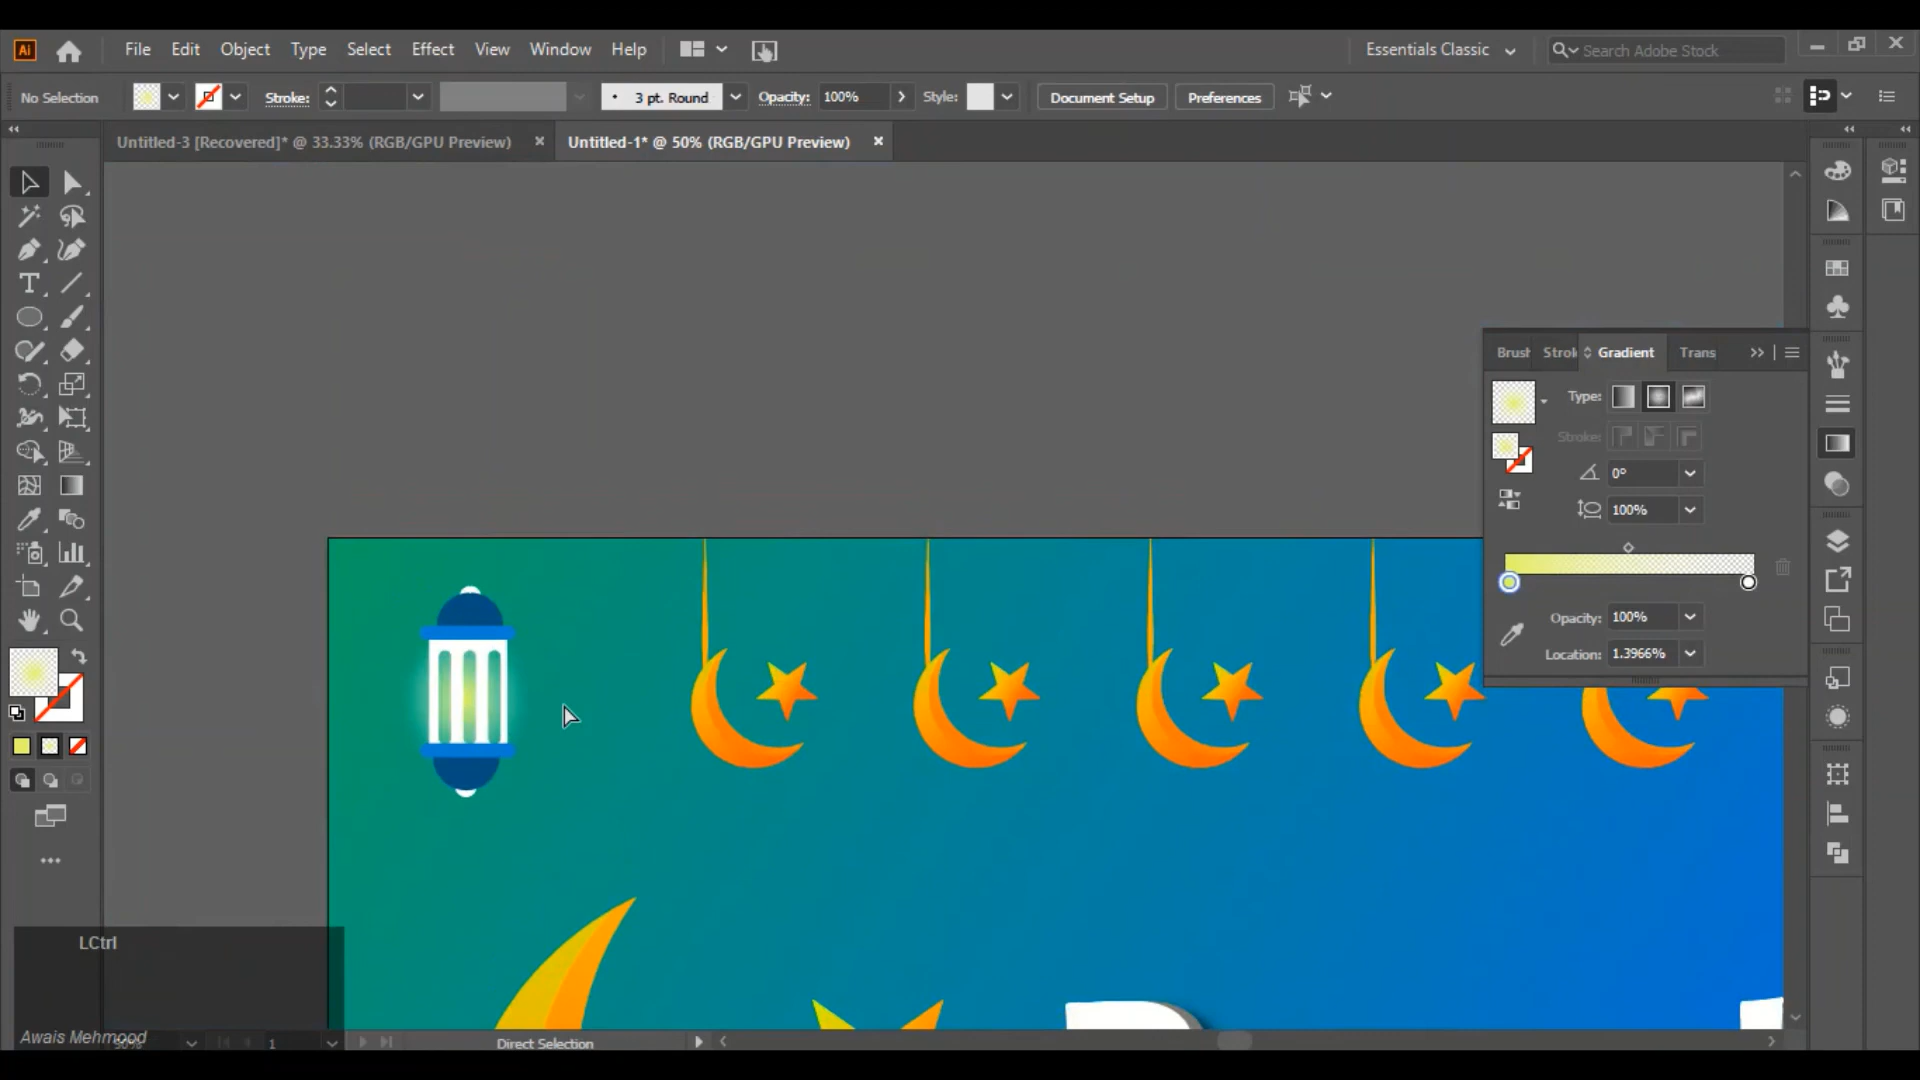 Ai File Edit Object Type Select Effect View Window Help Essentials Classic Search Adobe Stock
No Selection Stroke: 3 pt. Round Opacity: 100% Style: Document Setup Preferences
Untitled-3 [Recovered]* @ 33.33% (RGB/GPU Preview) × Untitled-1* @ 50% (RGB/GPU Preview) ×
Brush Strok Gradient Trans
Type:
Stroke:
0°
100%
Opacity: 100%
Location: 1.3966%
LCtrl
Awais Mehmood
50% 1 Direct Selection